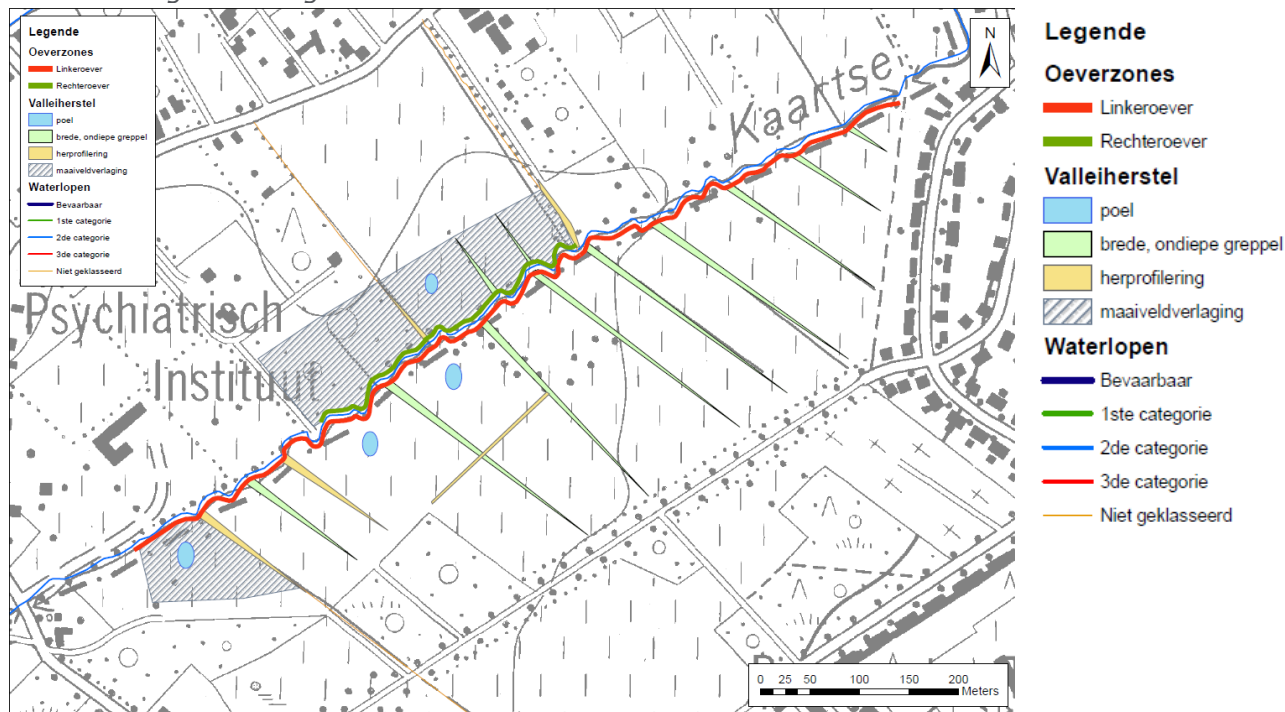 Legende
Oeverzones
Linkeroever
Rechteroever
Valleiherstel
poel
brede, ondiepe greppel
herprofilering
maaiveldverlaging
Waterlopen
Bevaarbaar
1ste categorie
2de categorie
3de categorie
Niet geklasseerd
N
Kaartse
Psychiatrisch
Instituut
0 25 50 100 150 200
Meters
Legende
Oeverzones
Linkeroever
Rechteroever
Valleiherstel
poel
brede, ondiepe greppel
herprofilering
maaiveldverlaging
Waterlopen
Bevaarbaar
1ste categorie
2de categorie
3de categorie
Niet geklasseerd